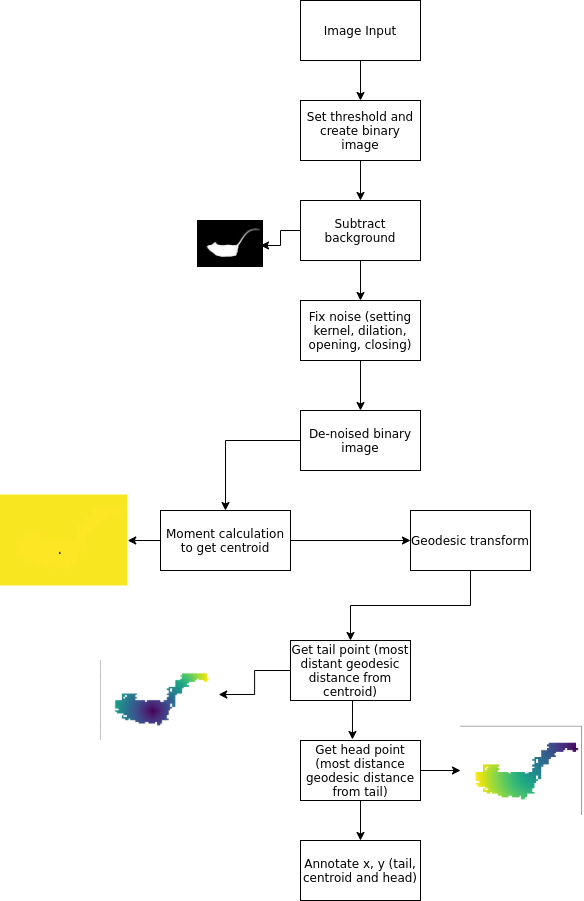 Image Input
Set threshold and
create binary
image
Subtract
background
Fix noise (setting
kernel, dilation,
opening, closing)
De-noised binary
image
Moment calculation
to get centroid
Geodesic transform
Get tail point (most
distant geodesic
distance from
centroid)
Get head point
(most distance
geodesic distance
from tail)
Annotate x, y (tail,
centroid and head)